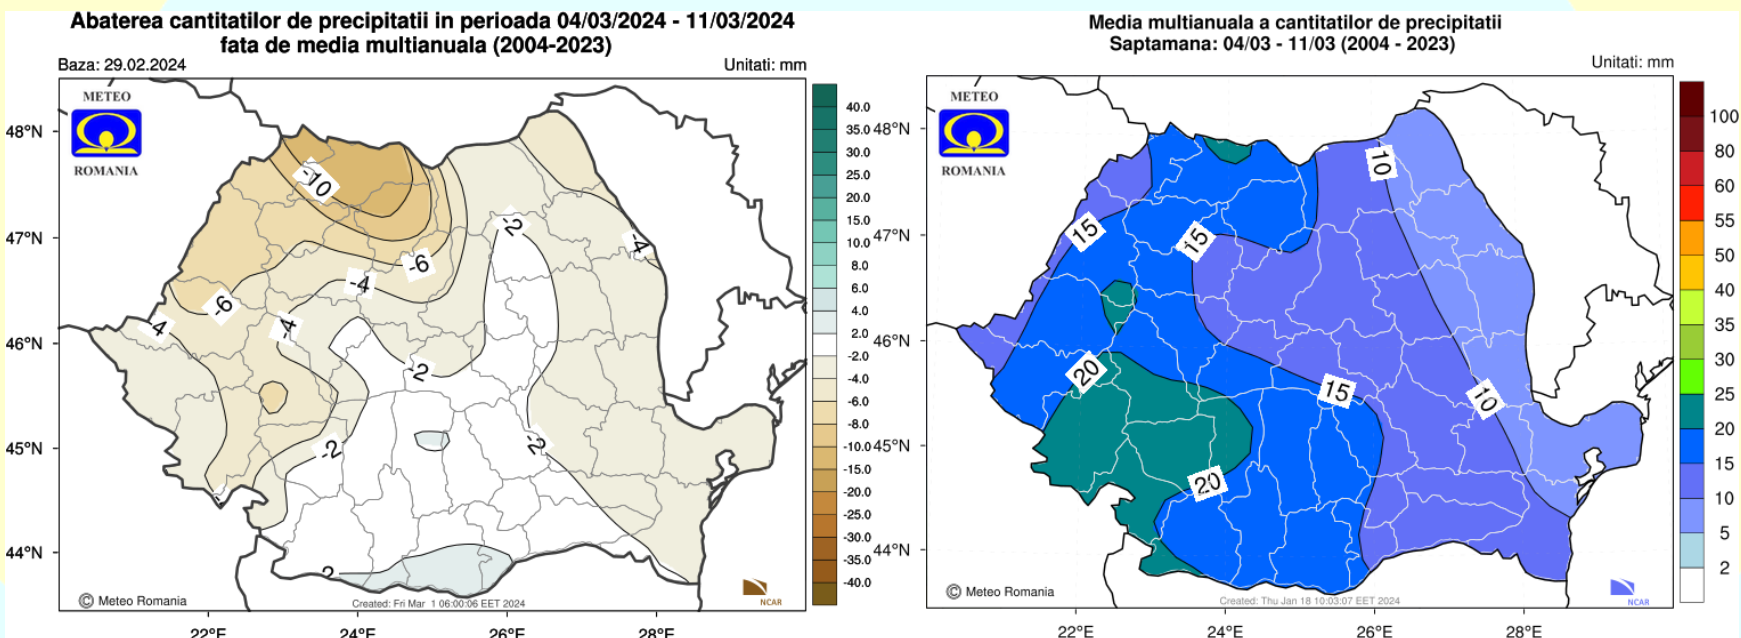 Abaterea cantitatilor de precipitatii in perioada 04/03/2024 - 11/03/2024
fata de media multianuala (2004-2023)
Baza: 29.02.2024
Unitati: mm
METEO
ROMANIA
48°N
47°N
46°N
45°N
44°N
-10
-2
-4
-6
-4
-6
-4
4
-2
-2
-2
2
40.0
35.0
30.0
25.0
20.0
15.0
10.0
8.0
6.0
4.0
2.0
-2.0
-4.0
-6.0
-8.0
-10.0
-15.0
-20.0
-25.0
-30.0
-35.0
-40.0
© Meteo Romania
Created: Fri Mar 1 06:00:06 EET 2024
NCAR
22°E
24°E
26°E
28°E
Media multianuala a cantitatilor de precipitatii
Saptamana: 04/03 - 11/03 (2004 - 2023)
Unitati: mm
METEO
ROMANIA
48°N
47°N
46°N
45°N
44°N
10
15
15
20
15
10
20
100
80
60
55
50
40
35
30
25
20
15
10
5
2
© Meteo Romania
Created: Thu Jan 18 10:03:07 EET 2024
NCAR
22°E
24°E
26°E
28°E